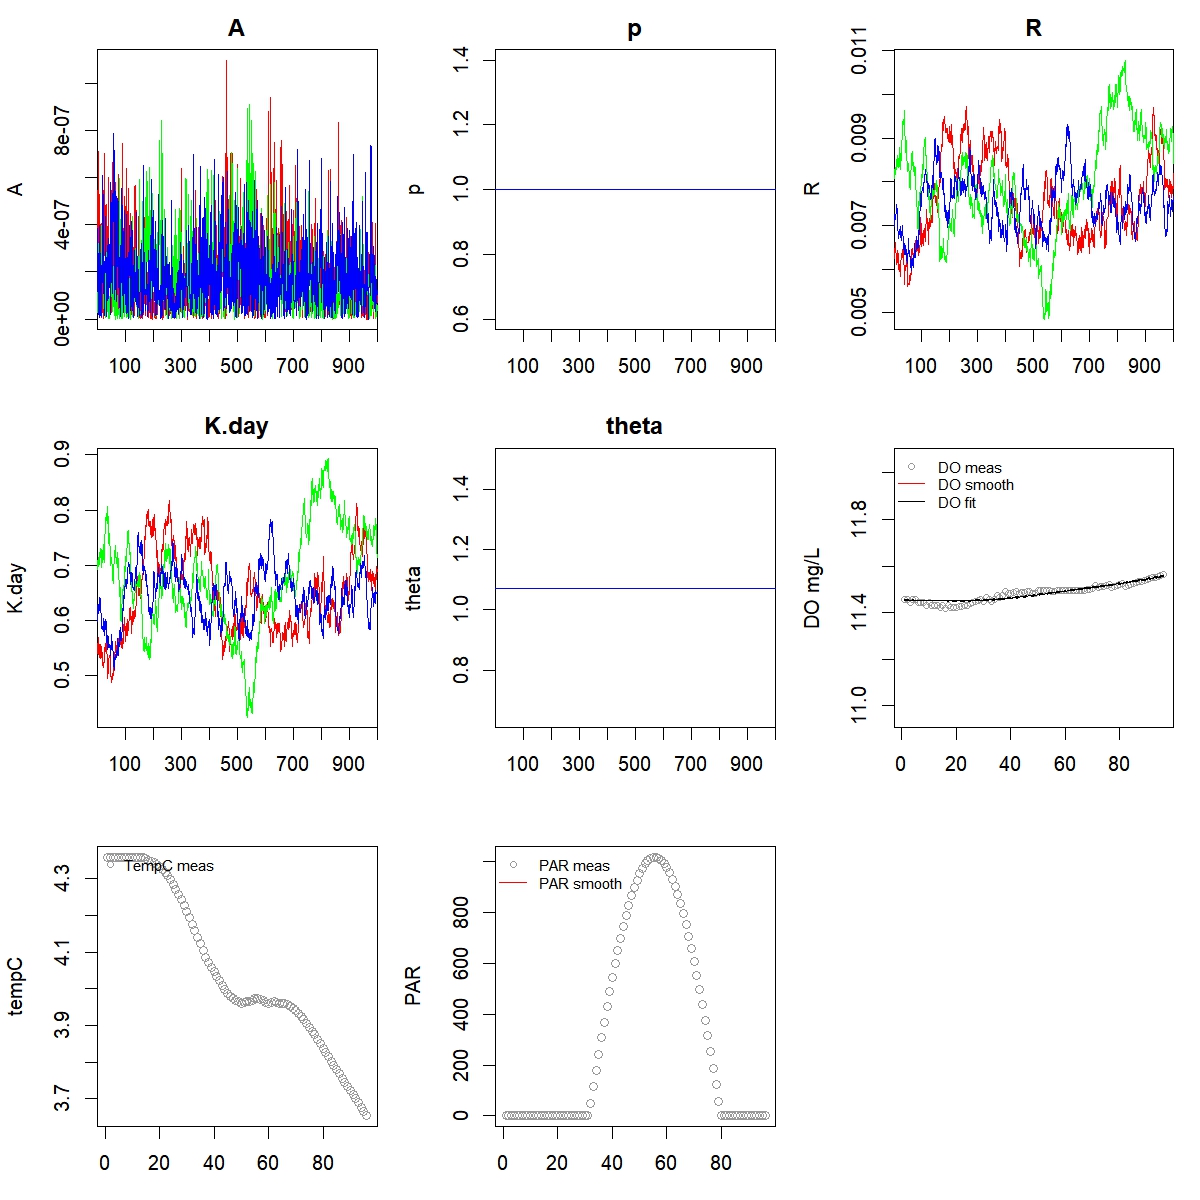 A
A
0e+00 4e-07 8e-07
100 300 500 700 900
p
p
0.6 0.8 1.0 1.2 1.4
100 300 500 700 900
R
R
0.005 0.007 0.009 0.011
100 300 500 700 900
K.day
K.day
0.5 0.6 0.7 0.8 0.9
100 300 500 700 900
theta
theta
0.8 1.0 1.2 1.4
100 300 500 700 900
DO meas
DO smooth
DO fit
DO mg/L
11.0 11.4 11.8
0 20 40 60 80
TempC meas
tempC
3.7 3.9 4.1 4.3
0 20 40 60 80
PAR meas
PAR smooth
PAR
0 200 400 600 800
0 20 40 60 80